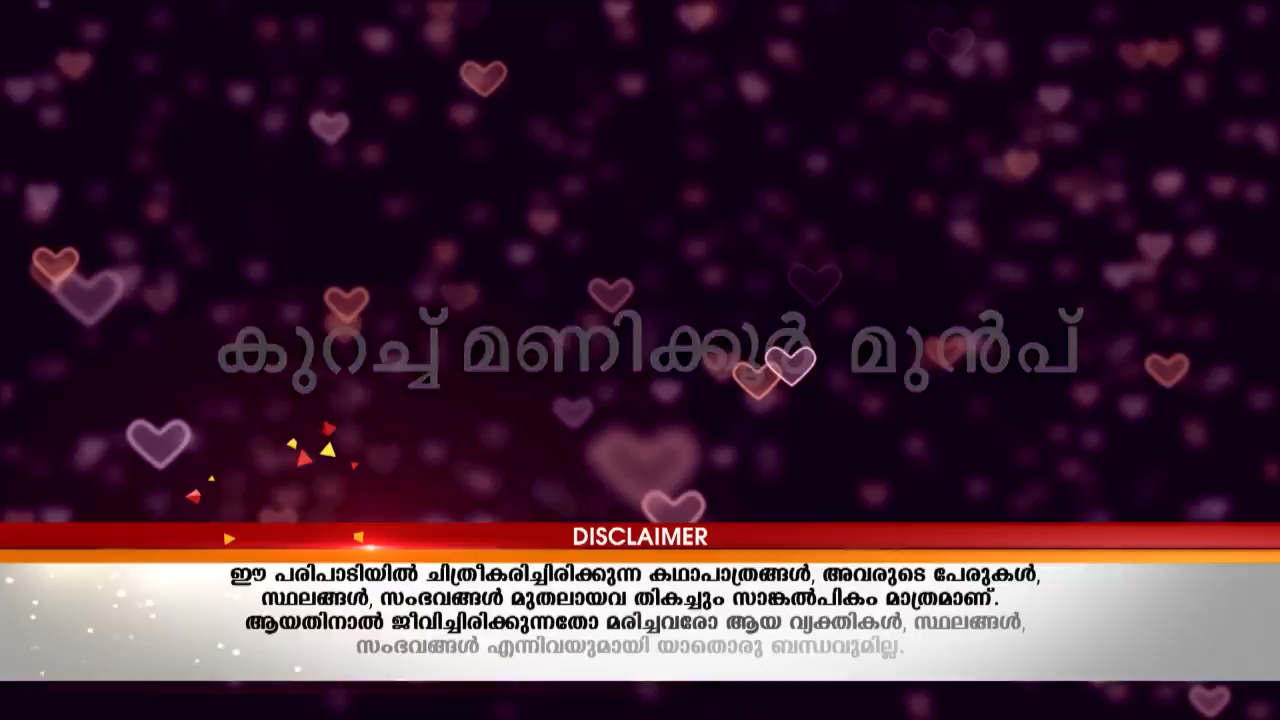 കുറച്ച് മണിക്കൂർ മുൻപ്
DISCLAIMER
ഈ പരിപാടിയിൽ ചിത്രീകരിച്ചിരിക്കുന്ന കഥാപാത്രങ്ങൾ, അവരുടെ പേരുകൾ,
സ്ഥലങ്ങൾ, സംഭവങ്ങൾ മുതലായവ തികച്ചും സാങ്കൽപികം മാത്രമാണ്.
ആയതിനാൽ ജീവിച്ചിരിക്കുന്നതോ മരിച്ചവരോ ആയ വ്യക്തികൾ, സ്ഥലങ്ങൾ,
സംഭവങ്ങൾ എന്നിവയുമായി യാതൊരു ബന്ധവുമില്ല.